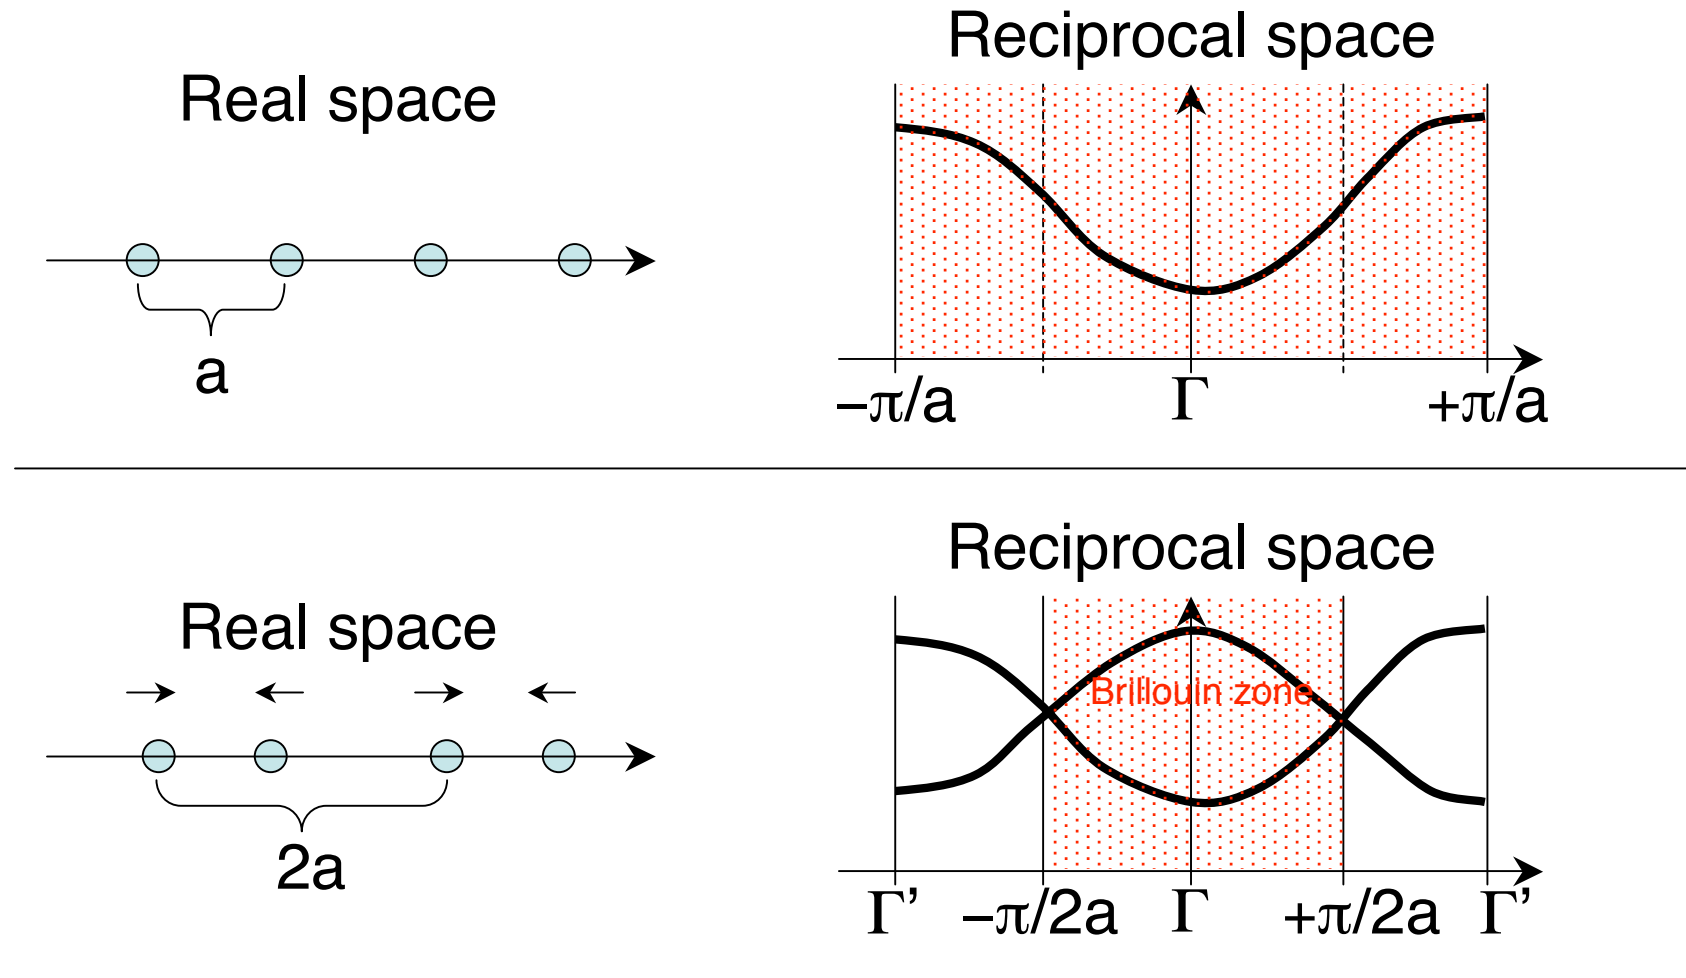 Reciprocal space
Real space
a
−π/a Γ +π/a
Reciprocal space
Real space
Brillouin zone
2a
Γ’ −π/2a Γ +π/2a Γ’